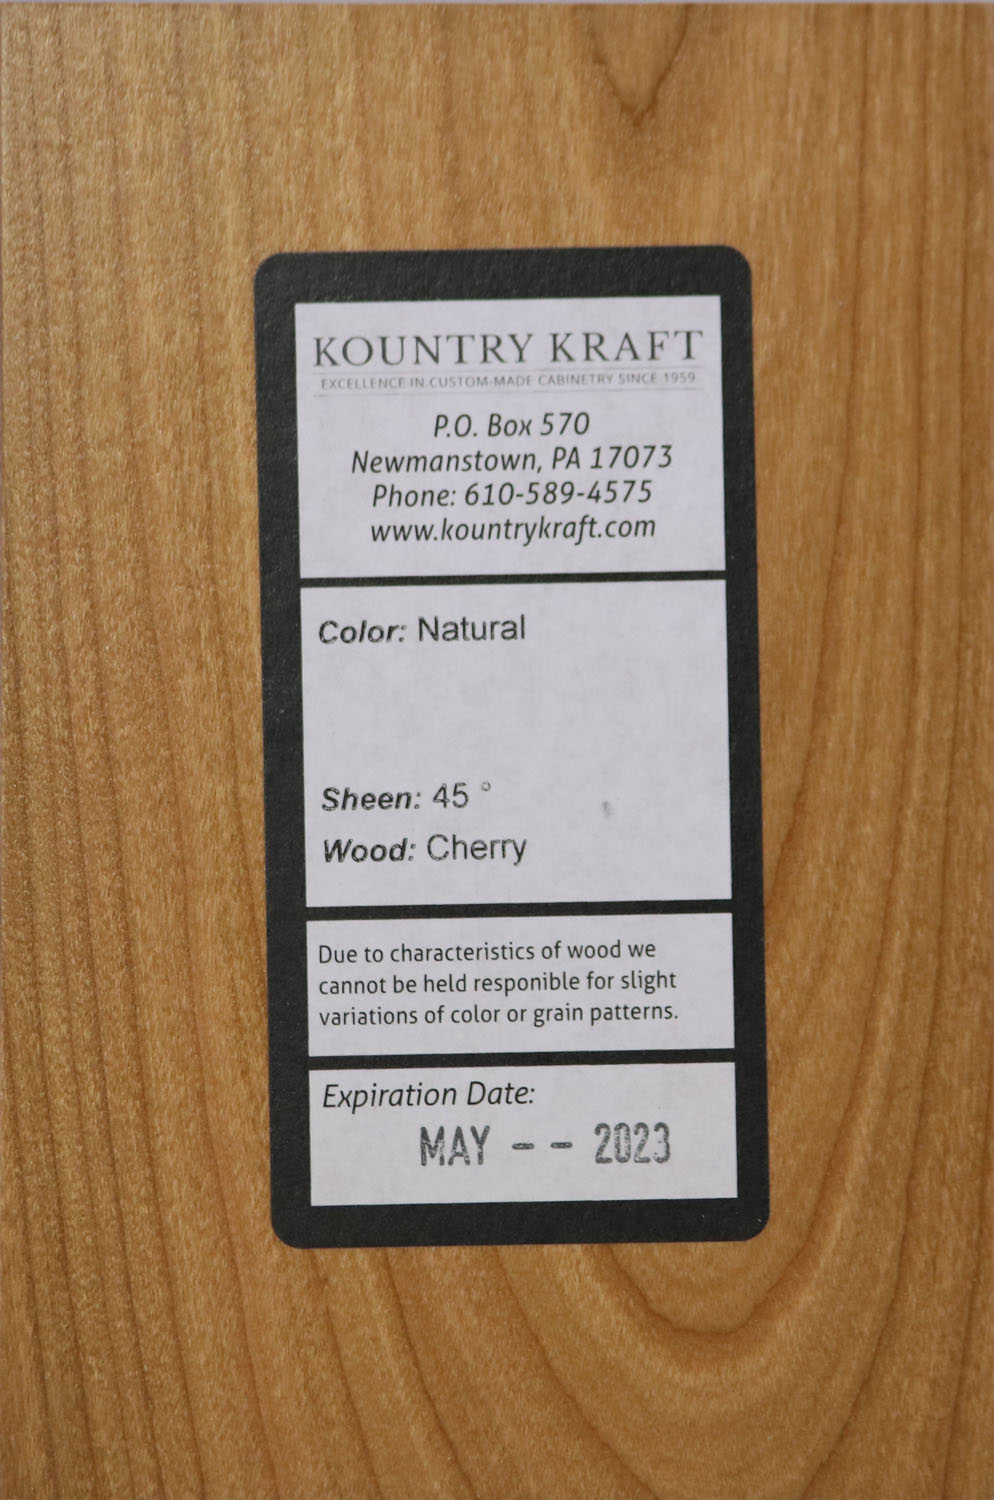 KOUNTRY KRAFT
EXCELLENCE IN CUSTOM-MADE CABINETRY SINCE 1959
P.O. Box 570
Newmanstown, PA 17073
Phone: 610-589-4575
www.kountrykraft.com
Color: Natural
Sheen: 45 °
Wood: Cherry
Due to characteristics of wood we
cannot be held responible for slight
variations of color or grain patterns.
Expiration Date:
MAY -- 2023